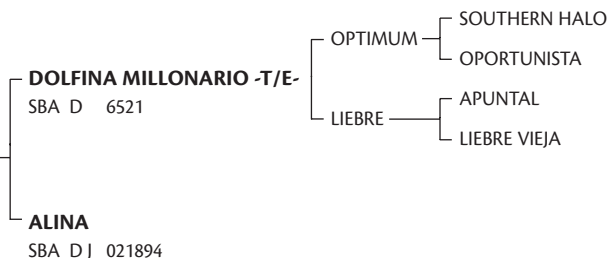 SOUTHERN HALO
OPTIMUM
OPORTUNISTA
DOLFINA MILLONARIO -T/E-
SBA D 6521
APUNTAL
LIEBRE
LIEBRE VIEJA
ALINA
SBA D J 021894